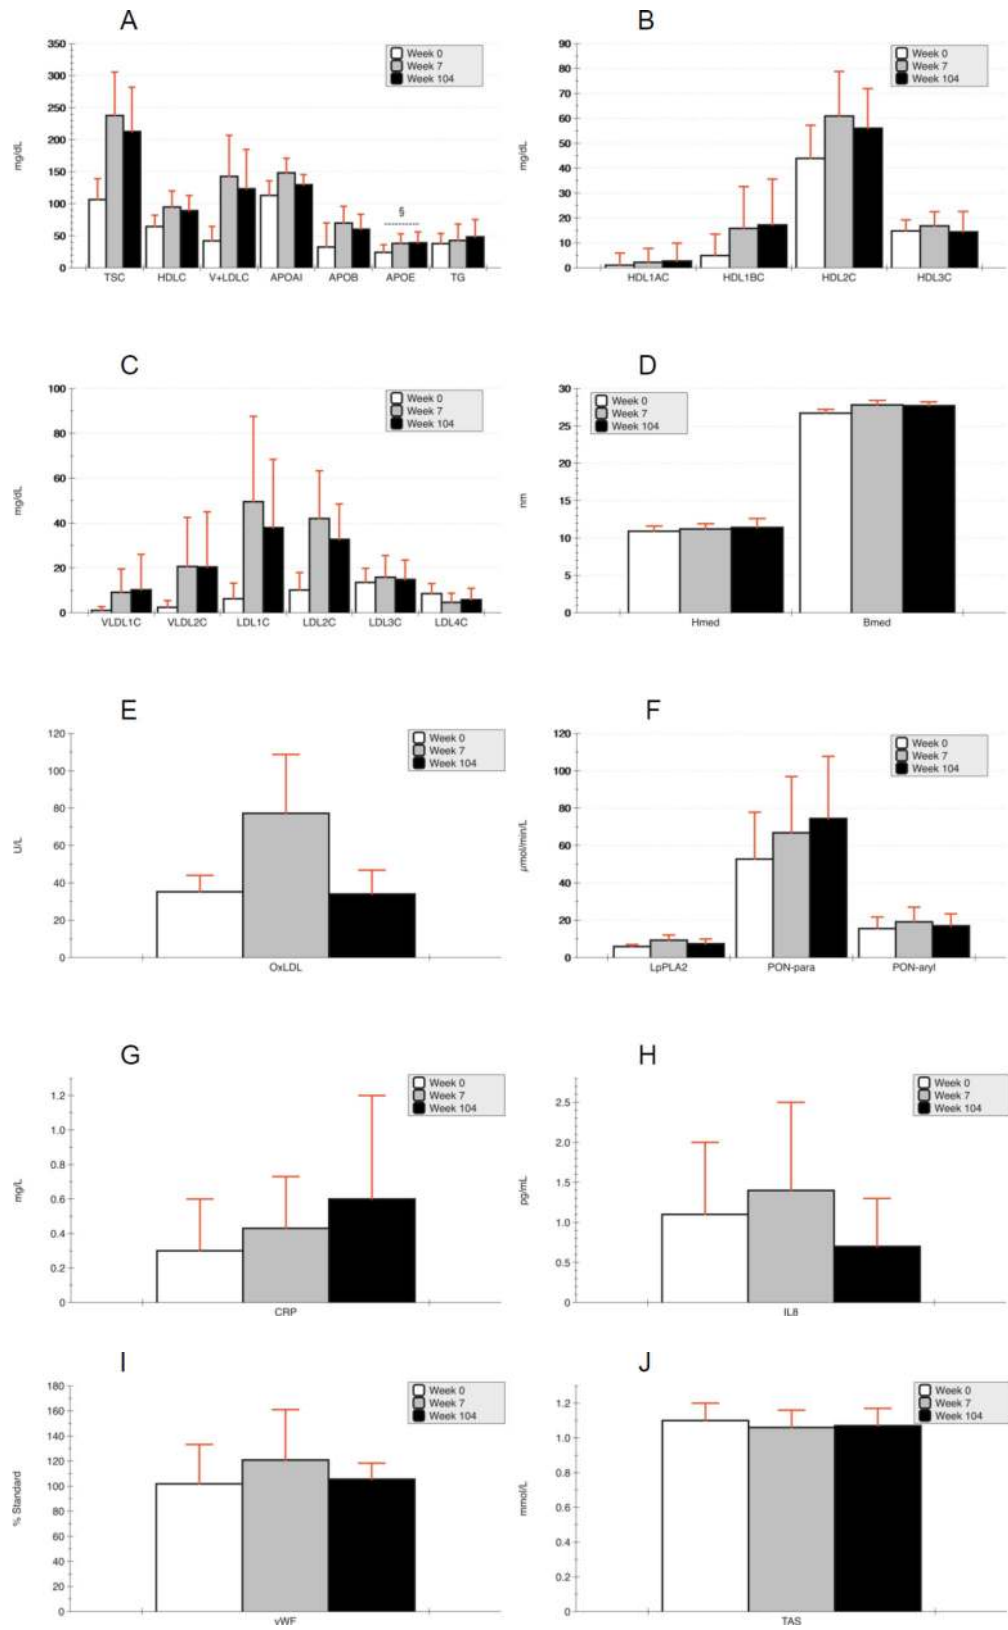 A
350
300
250
200
150
100
50
0
mg/dL
Week 0
Week 7
Week 104
§
TSC HDLC V+LDLC APOAI APOB APOE TG
B
90
80
70
60
50
40
30
20
10
0
mg/dL
Week 0
Week 7
Week 104
HDL1AC HDL1BC HDL2C HDL3C
C
100
80
60
40
20
0
mg/dL
Week 0
Week 7
Week 104
VLDL1C VLDL2C LDL1C LDL2C LDL3C LDL4C
D
30
25
20
15
10
5
0
nm
Week 0
Week 7
Week 104
Hmed Bmed
E
120
100
80
60
40
20
0
U/L
Week 0
Week 7
Week 104
OxLDL
F
120
100
80
60
40
20
0
µmol/min/L
Week 0
Week 7
Week 104
LpPLA2 PON-para PON-aryl
G
1.2
1.0
0.8
0.6
0.4
0.2
0
mg/L
Week 0
Week 7
Week 104
CRP
H
2.5
2.0
1.5
1.0
0.5
0
pg/mL
Week 0
Week 7
Week 104
IL8
I
180
160
140
120
100
80
60
40
20
0
% Standard
Week 0
Week 7
Week 104
vWF
J
1.2
1.0
0.8
0.6
0.4
0.2
0
mmol/L
Week 0
Week 7
Week 104
TAS